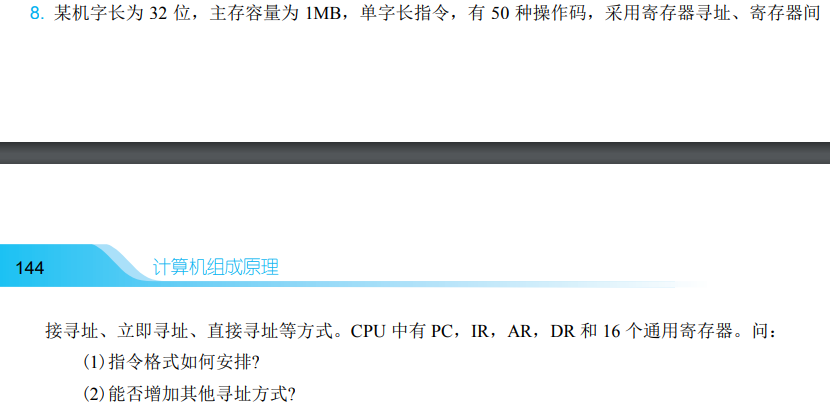 8. 某机字长为 32 位，主存容量为 1MB，单字长指令，有 50 种操作码，采用寄存器寻址、寄存器间
144
计算机组成原理
接寻址、立即寻址、直接寻址等方式。CPU 中有 PC，IR，AR，DR 和 16 个通用寄存器。问：
(1)指令格式如何安排?
(2)能否增加其他寻址方式?